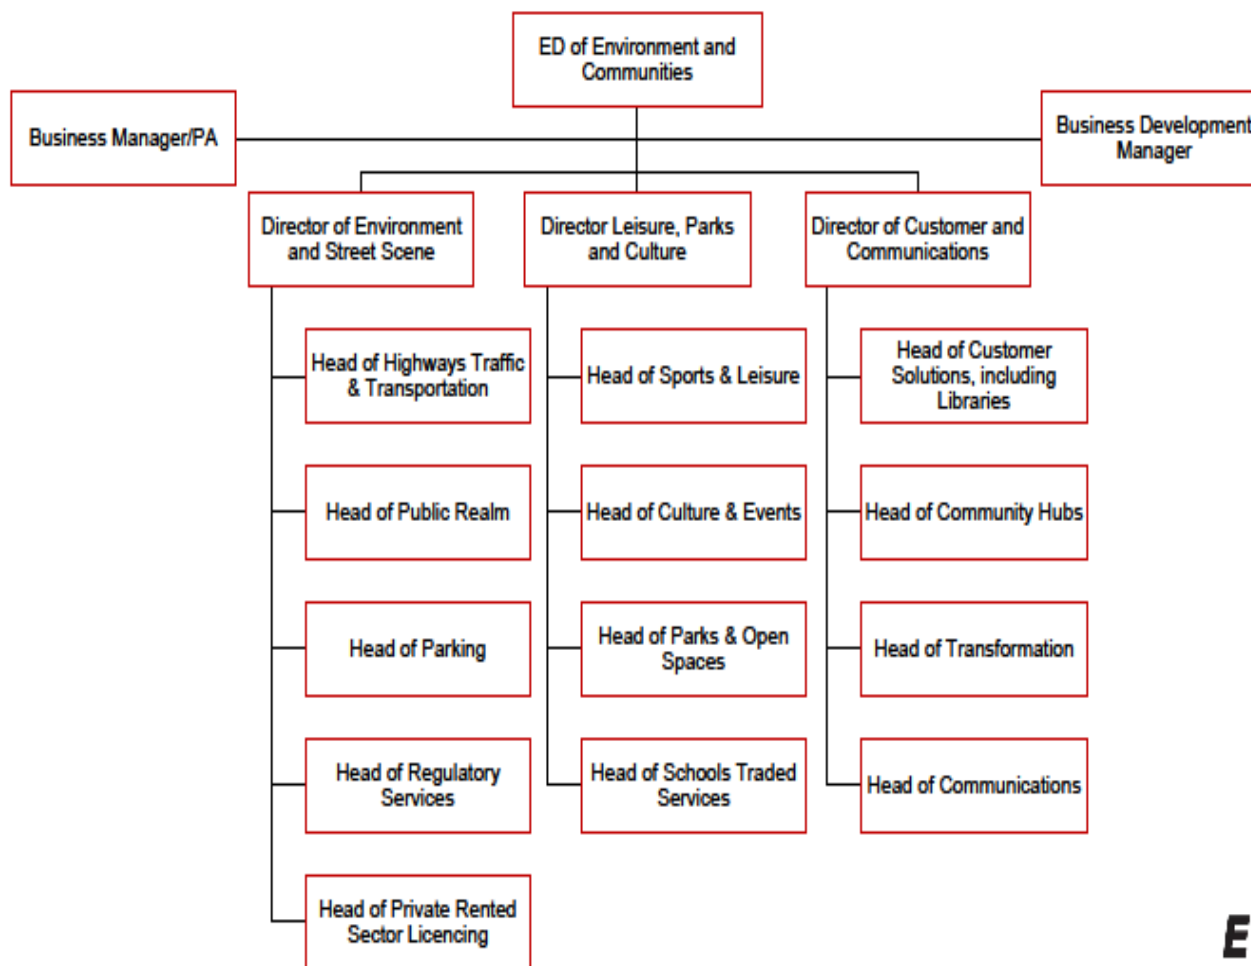 ED of Environment and
Communities
Business Manager/PA
Business Development
Manager
Director of Environment
and Street Scene
Director Leisure, Parks
and Culture
Director of Customer and
Communications
Head of Highways Traffic
& Transportation
Head of Sports & Leisure
Head of Customer
Solutions, including
Libraries
Head of Public Realm
Head of Culture & Events
Head of Community Hubs
Head of Parking
Head of Parks & Open
Spaces
Head of Transformation
Head of Regulatory
Services
Head of Schools Traded
Services
Head of Communications
Head of Private Rented
Sector Licencing
E